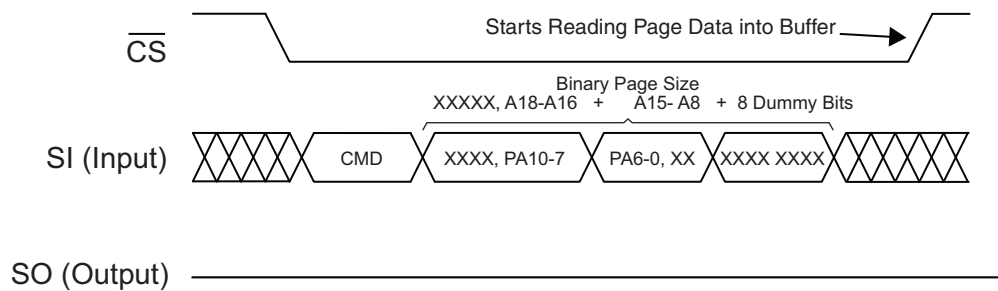 Starts Reading Page Data into Buffer
CS
Binary Page Size
XXXXX, A18-A16 + A15- A8 + 8 Dummy Bits
SI (Input) CMD XXXX, PA10-7 PA6-0, XX XXXX XXXX
SO (Output)